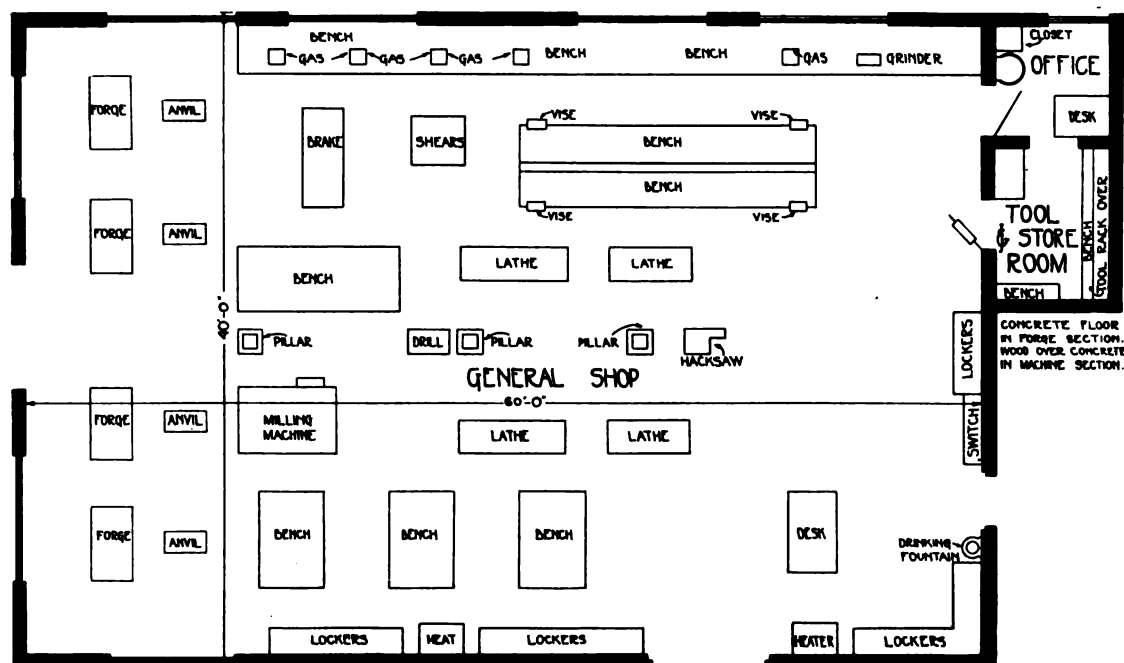 BENCH
GAS
GAS
GAS
BENCH
BENCH
GAS
GRINDER
CLOSET
OFFICE
DESK
FORGE
ANVIL
BRAKE
SHEARS
VISE
VISE
BENCH
BENCH
VISE
VISE
FORGE
ANVIL
BENCH
LATHE
LATHE
TOOL
& STORE
ROOM
BENCH
TOOL RACK OVER
BENCH
40'-0"
PILLAR
DRILL
PILLAR
PILLAR
HACKSAW
LOCKERS
CONCRETE FLOOR
IN FORGE SECTION.
WOOD OVER CONCRETE
IN MACHINE SECTION.
GENERAL SHOP
60'-0"
FORGE
ANVIL
MILLING
MACHINE
LATHE
LATHE
SWITCH
FORGE
ANVIL
BENCH
BENCH
BENCH
DESK
DRINKING
FOUNTAIN
LOCKERS
HEAT
LOCKERS
HEATER
LOCKERS